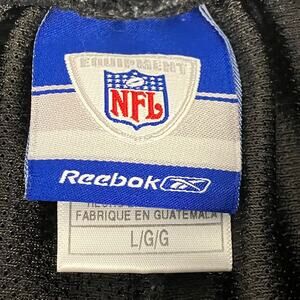 EQUIPMENT
NFL
Reebok
FABRIQUE EN GUATEMALA
L/G/G